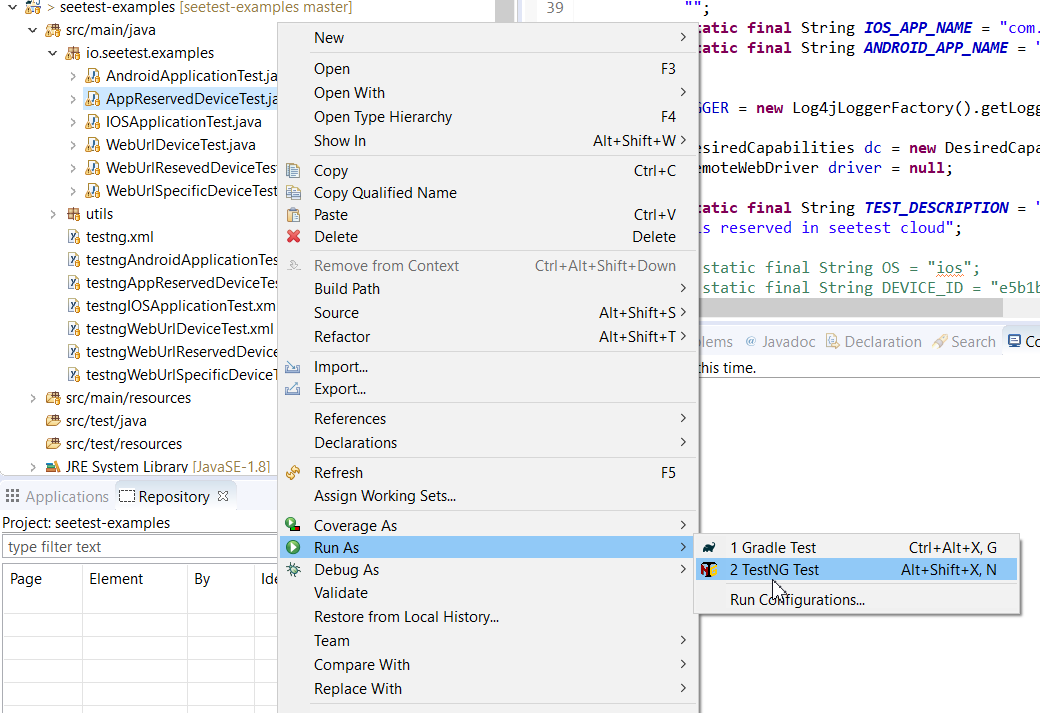 seetest-examples [seetest-examples master]
src/main/java
io.seetest.examples
AndroidApplicationTest.ja
AppReservedDeviceTest.ja
IOSApplicationTest.java
WebUrlDeviceTest.java
WebUrlResevedDeviceTes
WebUrlSpecificDeviceTest
utils
testng.xml
testngAndroidApplicationTes
testngAppReservedDeviceTes
testngIOSApplicationTest.xm
testngWebUrlDeviceTest.xml
testngWebUrlReservedDevice
testngWebUrlSpecificDeviceT
src/main/resources
src/test/java
src/test/resources
JRE System Library [JavaSE-1.8]
Applications Repository
Project: seetest-examples
type filter text
Page Element By Ide
New
Open F3
Open With
Open Type Hierarchy F4
Show In Alt+Shift+W
Copy Ctrl+C
Copy Qualified Name
Paste Ctrl+V
Delete Delete
Remove from Context Ctrl+Alt+Shift+Down
Build Path
Source Alt+Shift+S
Refactor Alt+Shift+T
Import...
Export...
References
Declarations
Refresh F5
Assign Working Sets...
Coverage As
Run As
Debug As
Validate
Restore from Local History...
Team
Compare With
Replace With
1 Gradle Test Ctrl+Alt+X, G
2 TestNG Test Alt+Shift+X, N
Run Configurations...
39 "";
tatic final String IOS_APP_NAME = "com.
tatic final String ANDROID_APP_NAME = "
GGER = new Log4jLoggerFactory().getLogg
esiredCapabilities dc = new DesiredCapa
emoteWebDriver driver = null;
tatic final String TEST_DESCRIPTION = "
is reserved in seetest cloud";
static final String OS = "ios";
static final String DEVICE_ID = "e5b1b
blems @ Javadoc Declaration Search Co
this time.